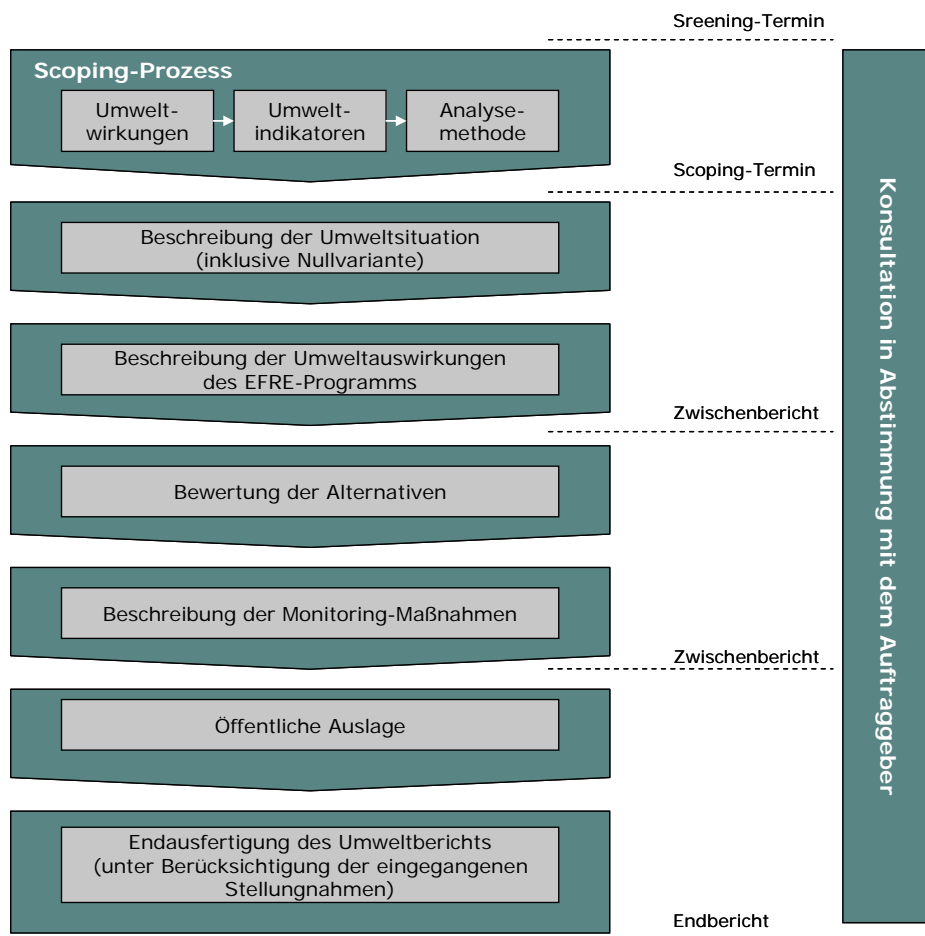 Sreening-Termin
Scoping-Prozess
Umwelt-
wirkungen
Umwelt-
indikatoren
Analyse-
methode
Scoping-Termin
Beschreibung der Umweltsituation
(inklusive Nullvariante)
Beschreibung der Umweltauswirkungen
des EFRE-Programms
Zwischenbericht
Bewertung der Alternativen
Beschreibung der Monitoring-Maßnahmen
Zwischenbericht
Öffentliche Auslage
Endausfertigung des Umweltberichts
(unter Berücksichtigung der eingegangenen
Stellungnahmen)
Endbericht
Konsultation in Abstimmung mit dem Auftraggeber